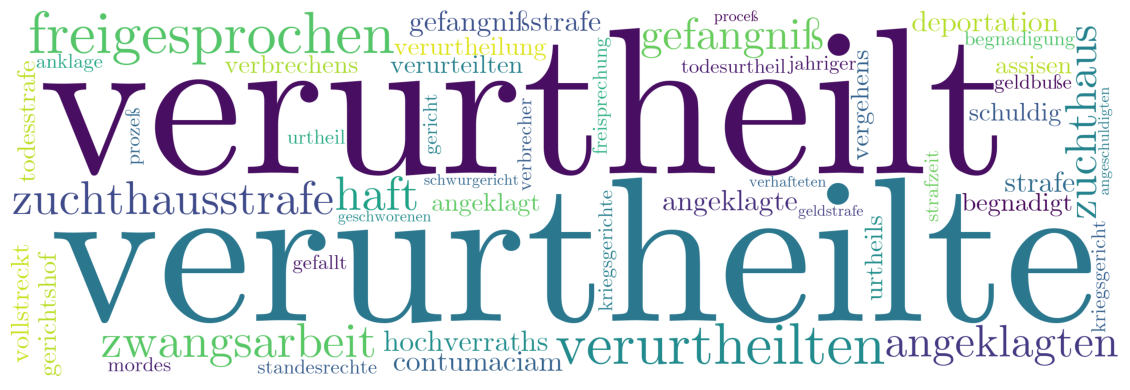 freigesprochen
gefangnißstrafe
proceß
gefangniß
deportation
anklage
verbrechens
verurtheilung
verurteilten
freisprechung
todesurtheil
jahriger
begnadigung
assisen
geldbuße
todesstrafe
verurtheilt
prozeß
urtheil
gericht
verbrecher
vergehens
schuldig
zuchthaus
angeschuldigten
zuchthausstrafe
haft
schwurgericht
geschworenen
angeklagt
verhafteten
angeklagte
geldstrafe
strafzeit
strafe
begnadigt
verurtheilte
vollstreckt
gerichtshof
gefallt
kriegsgerichte
urtheils
kriegsgericht
zwangsarbeit
mordes
standesrechte
hochverraths
contumaciam
verurtheilten
angeklagten